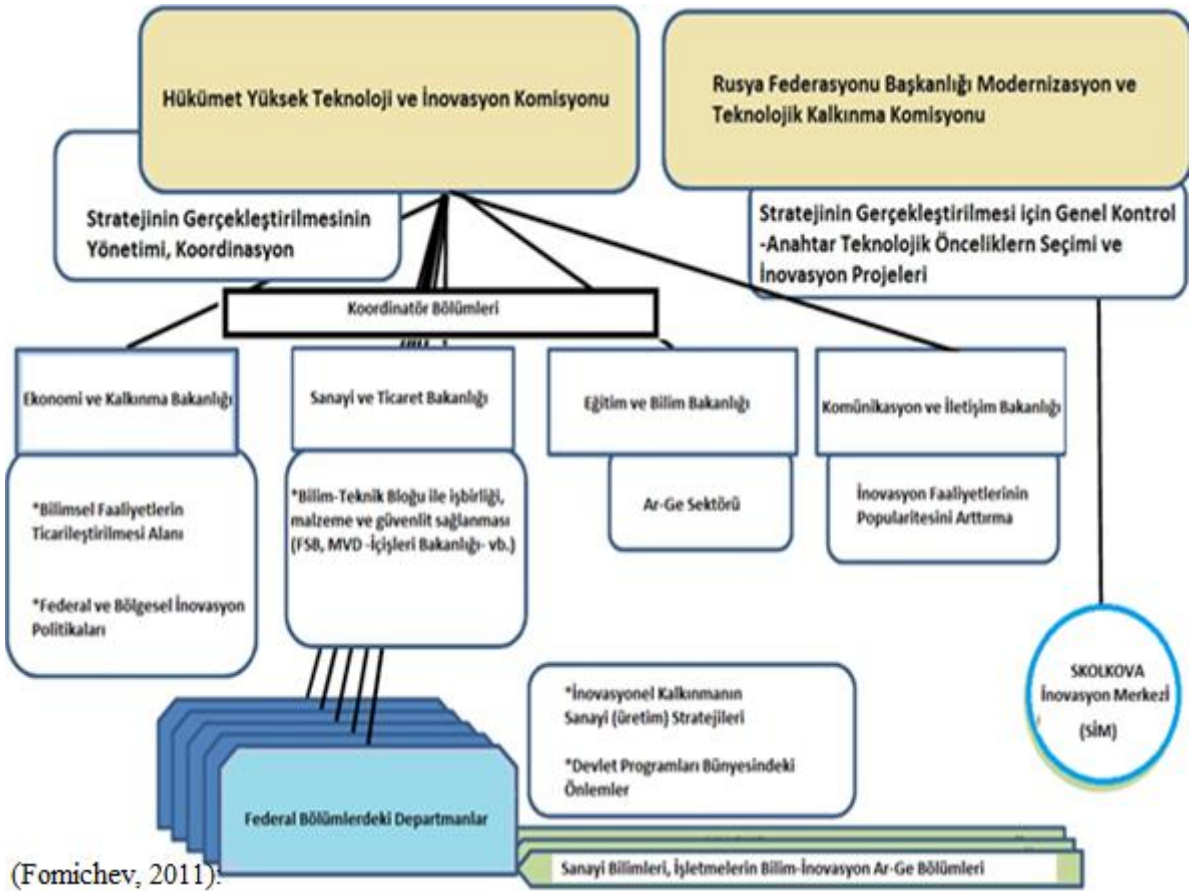 Hükümet Yüksek Teknoloji ve İnovasyon Komisyonu
Rusya Federasyonu Başkanlığı Modernizasyon ve
Teknolojik Kalkınma Komisyonu
Stratejinin Gerçekleştirilmesinin
Yönetimi, Koordinasyon
Stratejinin Gerçekleştirilmesi için Genel Kontrol
-Anahtar Teknolojik Önceliklern Seçimi ve
İnovasyon Projeleri
Koordinatör Bölümleri
Ekonomi ve Kalkınma Bakanlığı
Sanayi ve Ticaret Bakanlığı
Eğitim ve Bilim Bakanlığı
Komünikasyon ve İletişim Bakanlığı
*Bilimsel Faaliyetlerin
Ticarileştirilmesi Alanı
*Federal ve Bölgesel İnovasyon
Politikaları
*Bilim-Teknik Bloğu ile işbirliği,
malzeme ve güvenlit sağlanması
(FSB, MVD -İçişleri Bakanlığı- vb.)
Ar-Ge Sektörü
İnovasyon Faaliyetlerinin
Popularitesini Arttırma
SKOLKOVA
İnovasyon Merkezİ
(SİM)
*İnovasyonel Kalkınmanın
Sanayi (üretim) Stratejileri
*Devlet Programları Bünyesindeki
Önlemler
Federal Bölümlerdeki Departmanlar
Sanayi Bilimleri, İşletmelerin Bilim-İnovasyon Ar-Ge Bölümleri
(Fomichev, 2011).